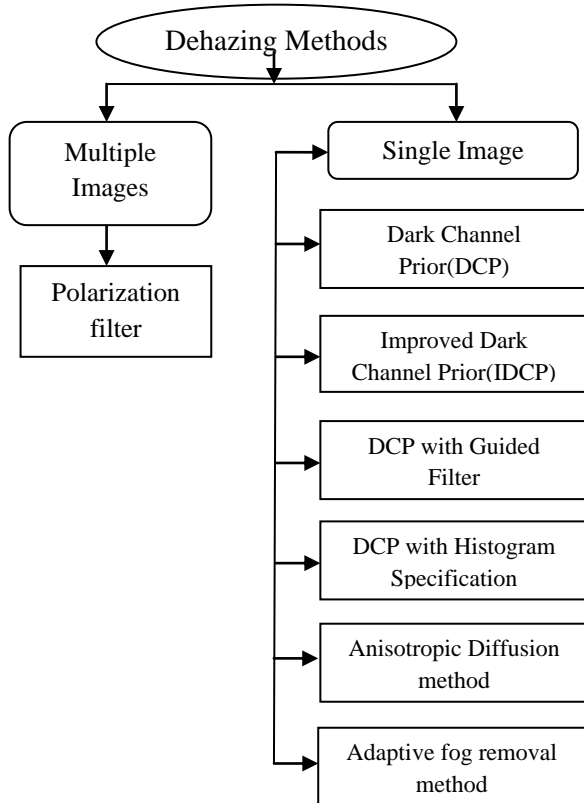 Dehazing Methods
Multiple
Images
Single Image
Polarization
filter
Dark Channel
Prior(DCP)
Improved Dark
Channel Prior(IDCP)
DCP with Guided
Filter
DCP with Histogram
Specification
Anisotropic Diffusion
method
Adaptive fog removal
method